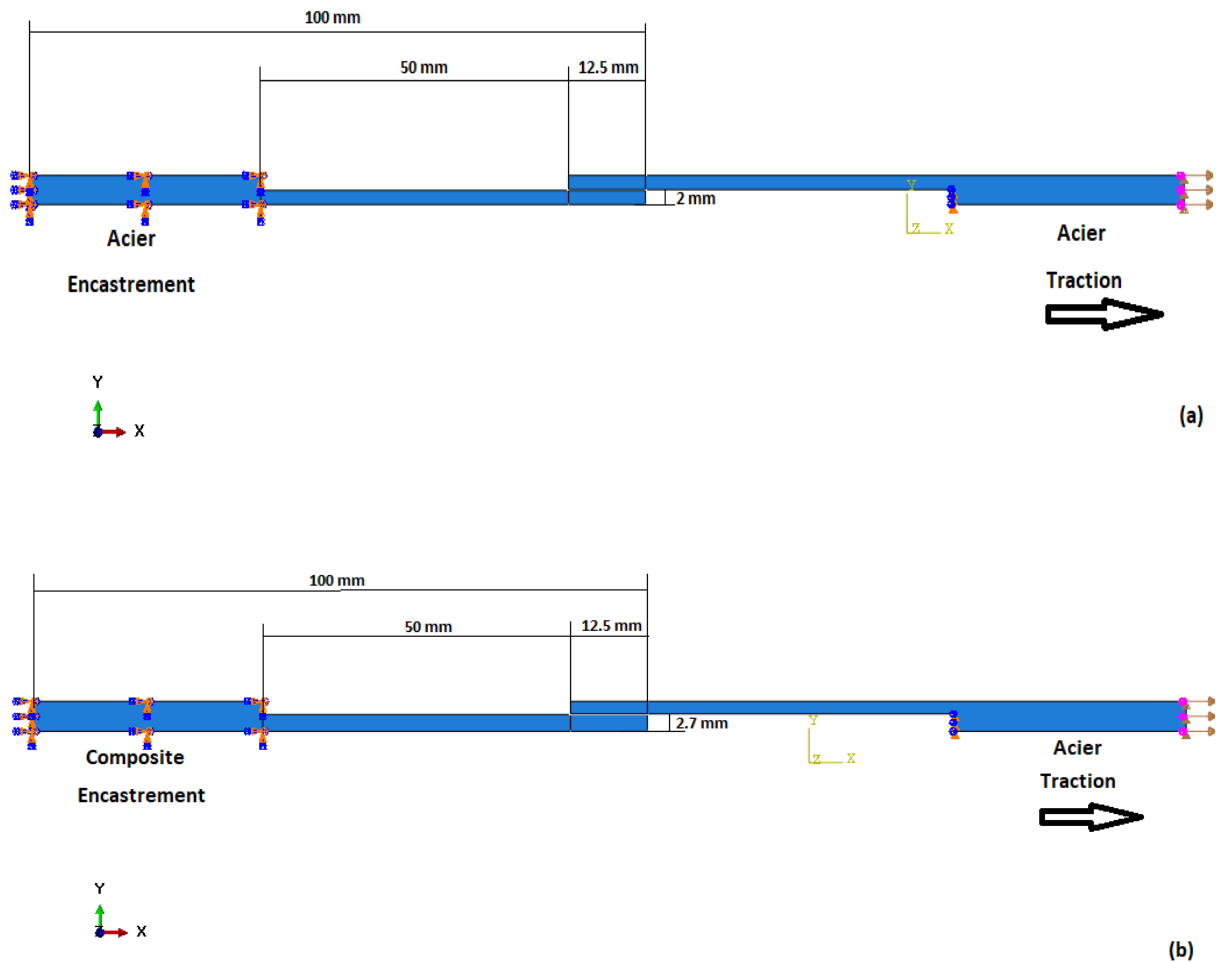 100 mm
50 mm
12.5 mm
2 mm
Y
Z X
Acier
Encastrement
Acier
Traction
Y
Z X
(a)
100 mm
50 mm
12.5 mm
2.7 mm
Y
Z X
Composite
Encastrement
Acier
Traction
Y
Z X
(b)